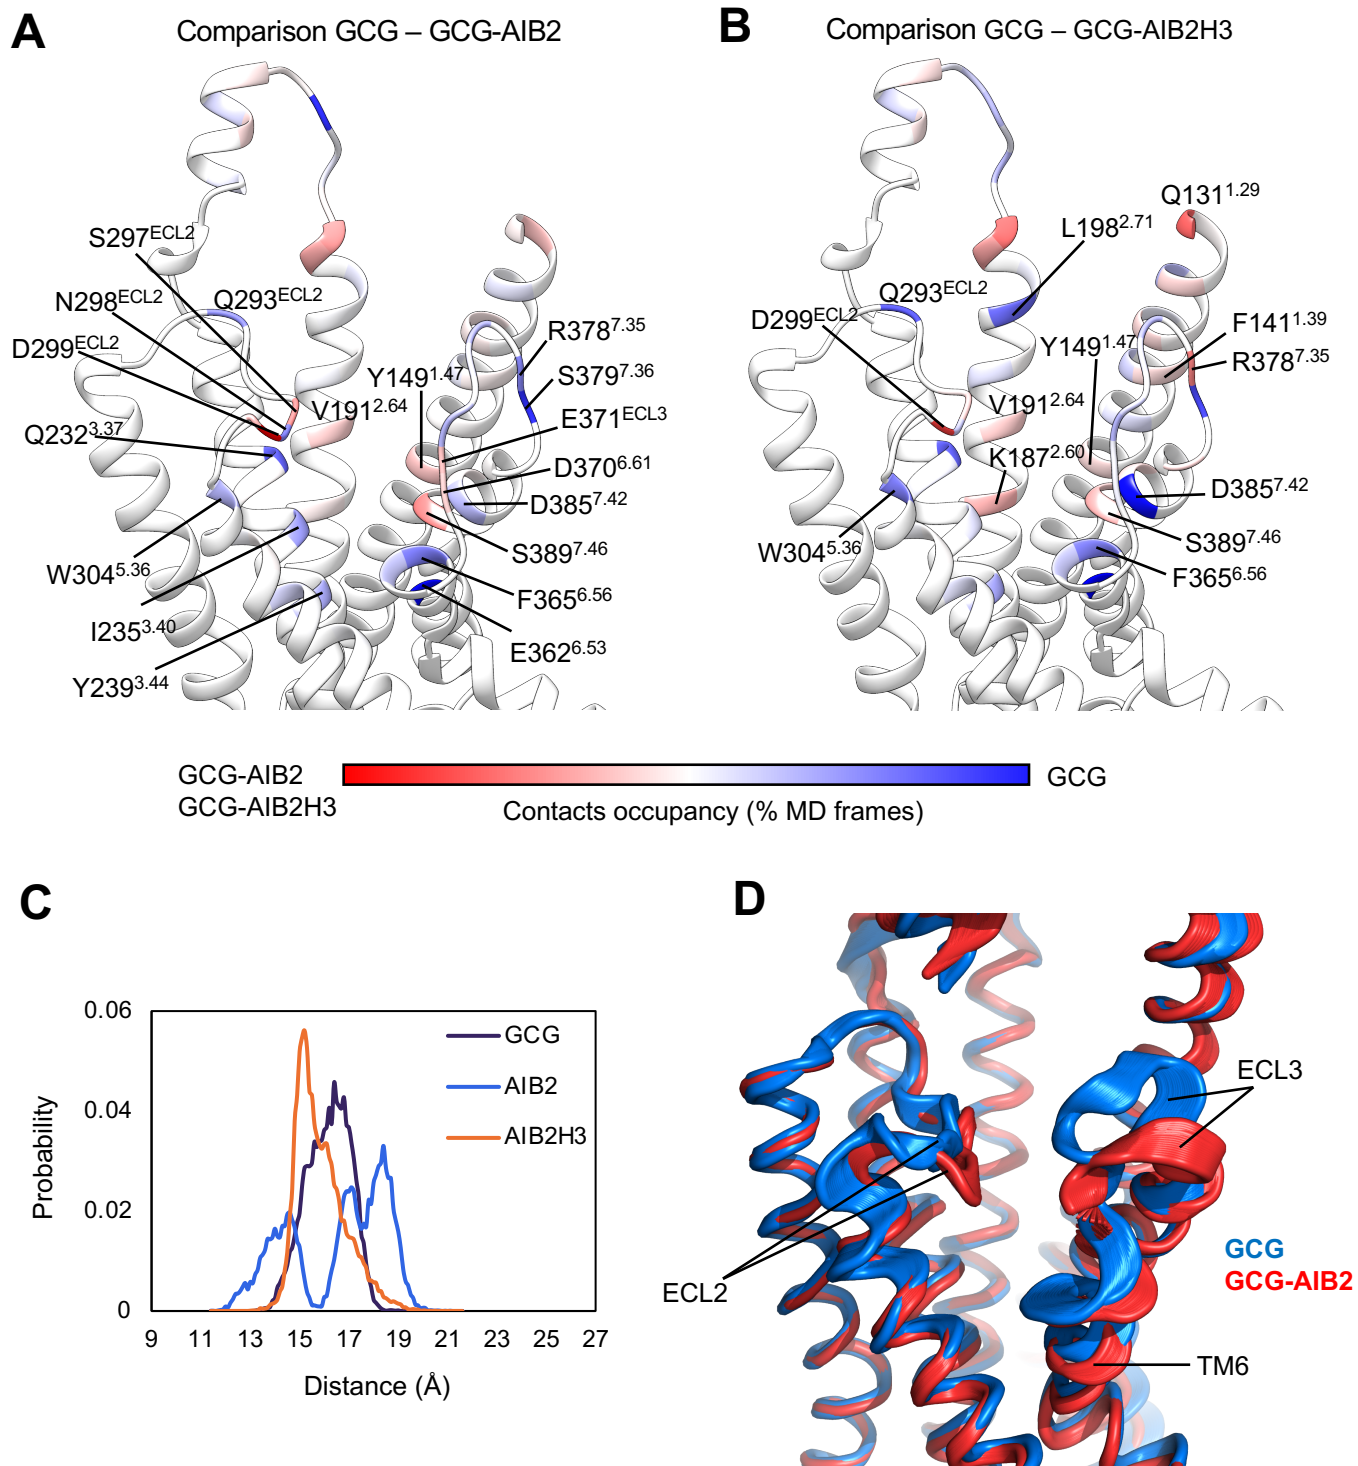 A
Comparison GCG – GCG-AIB2
S297ECL2
N298ECL2
Q293ECL2
D299ECL2
R3787.35
Y1491.47
S3797.36
V1912.64
E371ECL3
Q2323.37
D3706.61
D3857.42
S3897.46
W3045.36
F3656.56
I2353.40
E3626.53
Y2393.44
B
Comparison GCG – GCG-AIB2H3
Q1311.29
L1982.71
Q293ECL2
D299ECL2
F1411.39
Y1491.47
R3787.35
V1912.64
K1872.60
D3857.42
S3897.46
W3045.36
F3656.56
GCG-AIB2
GCG-AIB2H3
GCG
Contacts occupancy (% MD frames)
C
0.06
0.04
0.02
0
Probability
GCG
AIB2
AIB2H3
9 11 13 15 17 19 21 23 25 27
Distance (Å)
D
ECL3
GCG
GCG-AIB2
ECL2
TM6